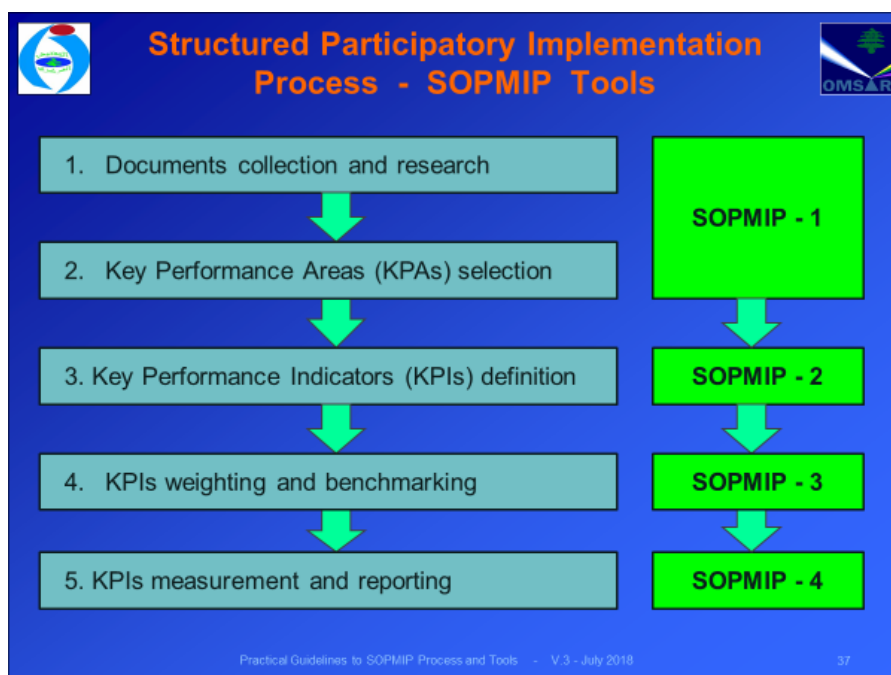 Structured Participatory Implementation
Process - SOPMIP Tools
OMSAR
1. Documents collection and research
SOPMIP - 1
2. Key Performance Areas (KPAs) selection
3. Key Performance Indicators (KPIs) definition
SOPMIP - 2
4. KPIs weighting and benchmarking
SOPMIP - 3
5. KPIs measurement and reporting
SOPMIP - 4
Practical Guidelines to SOPMIP Process and Tools - V.3 - July 2018
37